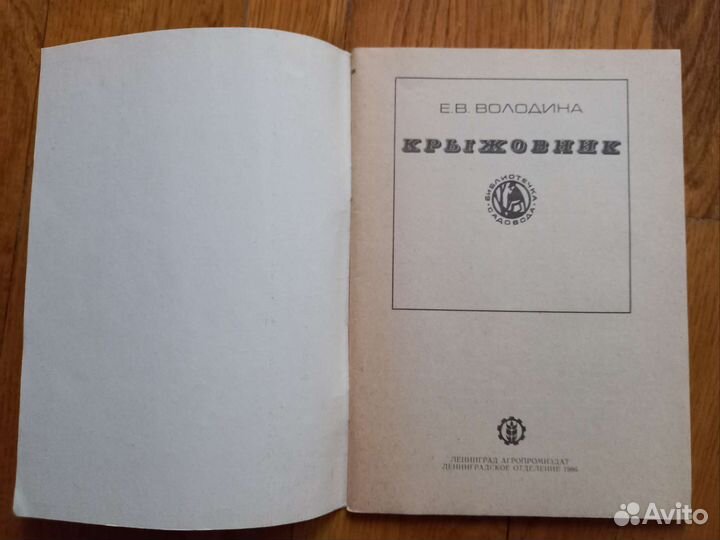 Е.В. ВОЛОДИНА
КРЫЖОВНИК
БИБЛИОТЕЧКА
САДОВОДА
ЛЕНИНГРАД АГРОПРОМИЗДАТ
ЛЕНИНГРАДСКОЕ ОТДЕЛЕНИЕ 1986
Avito